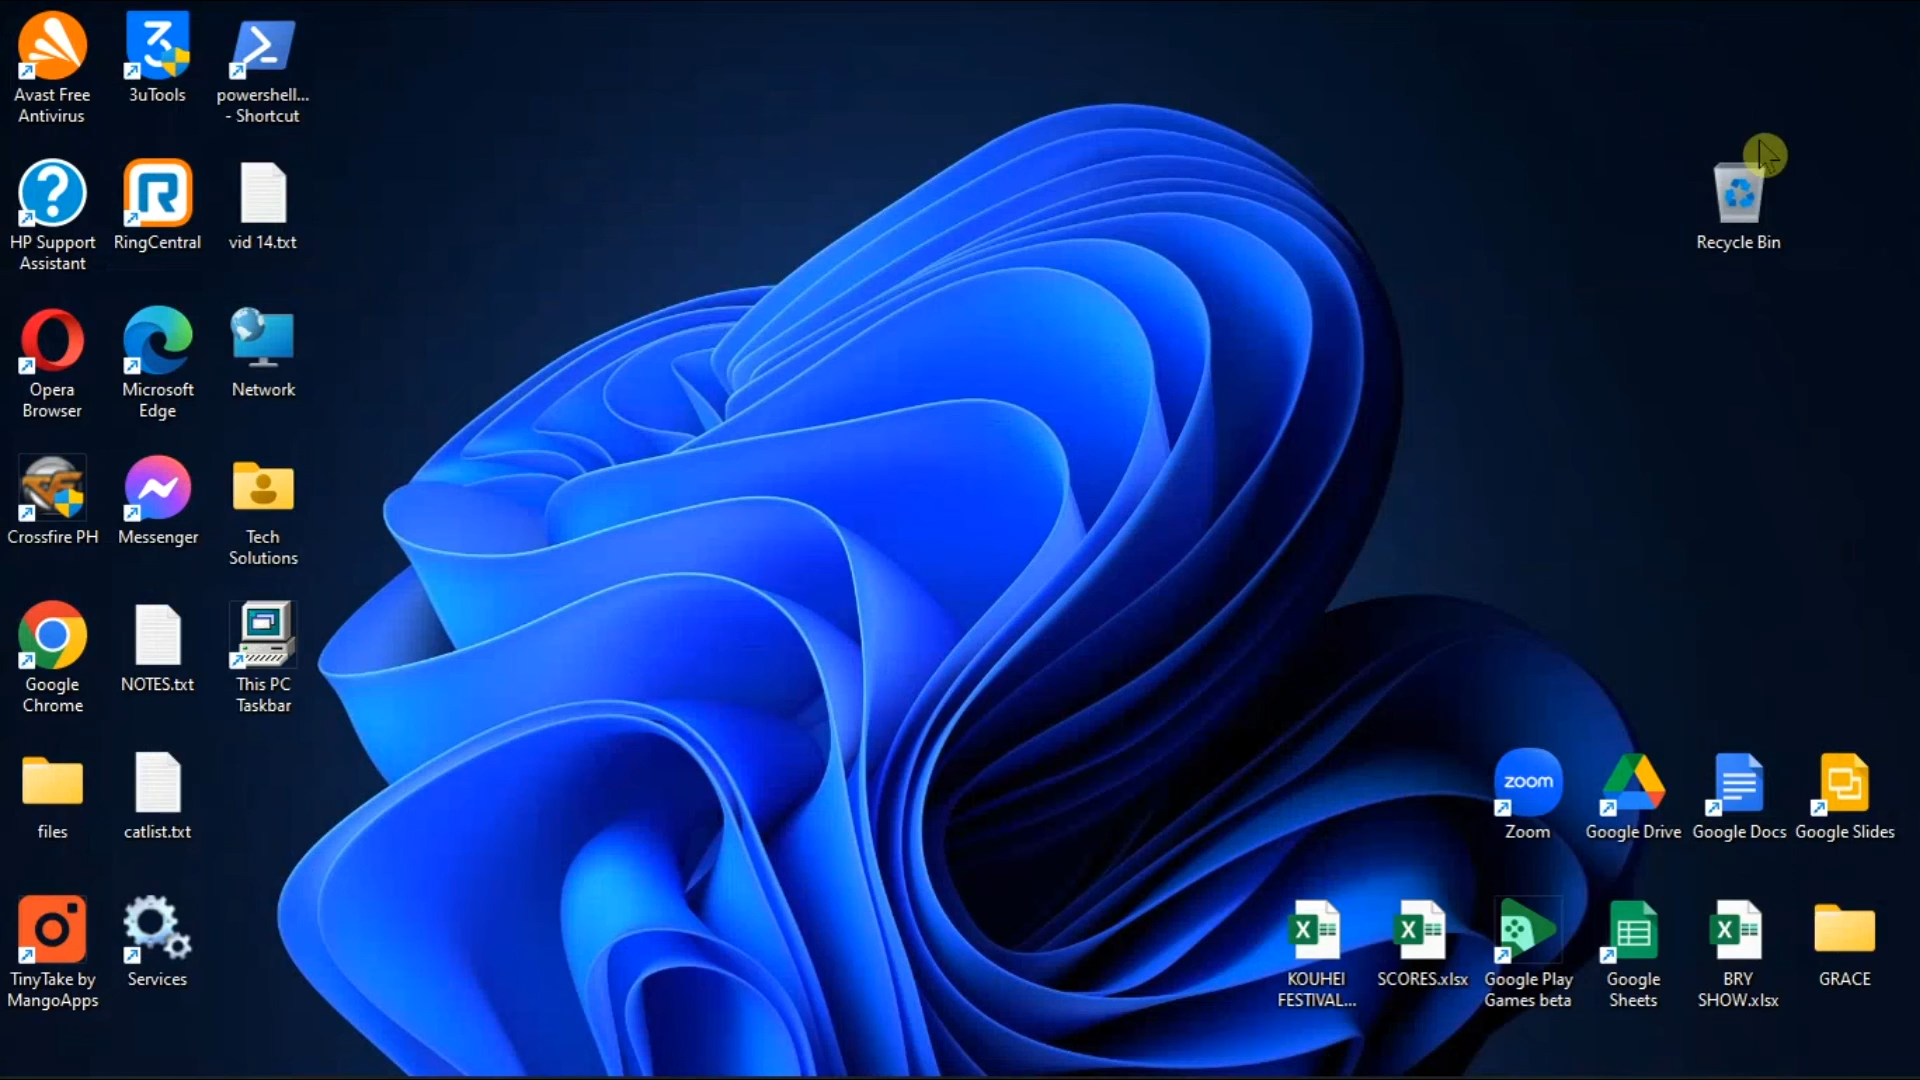 Avast Free
Antivirus
3uTools
powershell...
- Shortcut
HP Support
Assistant
RingCentral
vid 14.txt
Recycle Bin
Opera
Browser
Microsoft
Edge
Network
Crossfire PH
Messenger
Tech
Solutions
Google
Chrome
NOTES.txt
This PC
Taskbar
files
catlist.txt
zoom
Zoom
Google Drive
Google Docs
Google Slides
TinyTake by
MangoApps
Services
KOUHEI
FESTIVAL...
SCORES.xlsx
Google Play
Games beta
Google
Sheets
BRY
SHOW.xlsx
GRACE